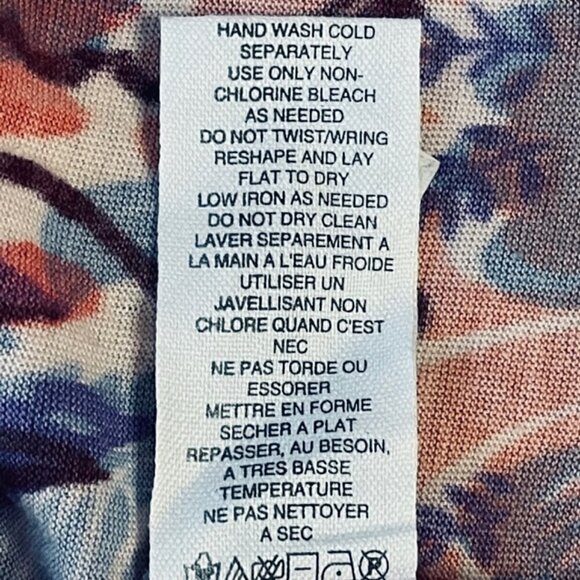 HAND WASH COLD
SEPARATELY
USE ONLY NON-
CHLORINE BLEACH
AS NEEDED
DO NOT TWIST/WRING
RESHAPE AND LAY
FLAT TO DRY
LOW IRON AS NEEDED
DO NOT DRY CLEAN
LAVER SEPAREMENT A
LA MAIN A L'EAU FROIDE
UTILISER UN
JAVELLISANT NON
CHLORE QUAND C'EST
NEC
NE PAS TORDE OU
ESSORER
METTRE EN FORME
SECHER A PLAT
REPASSER, AU BESOIN,
A TRES BASSE
TEMPERATURE
NE PAS NETTOYER
A SEC